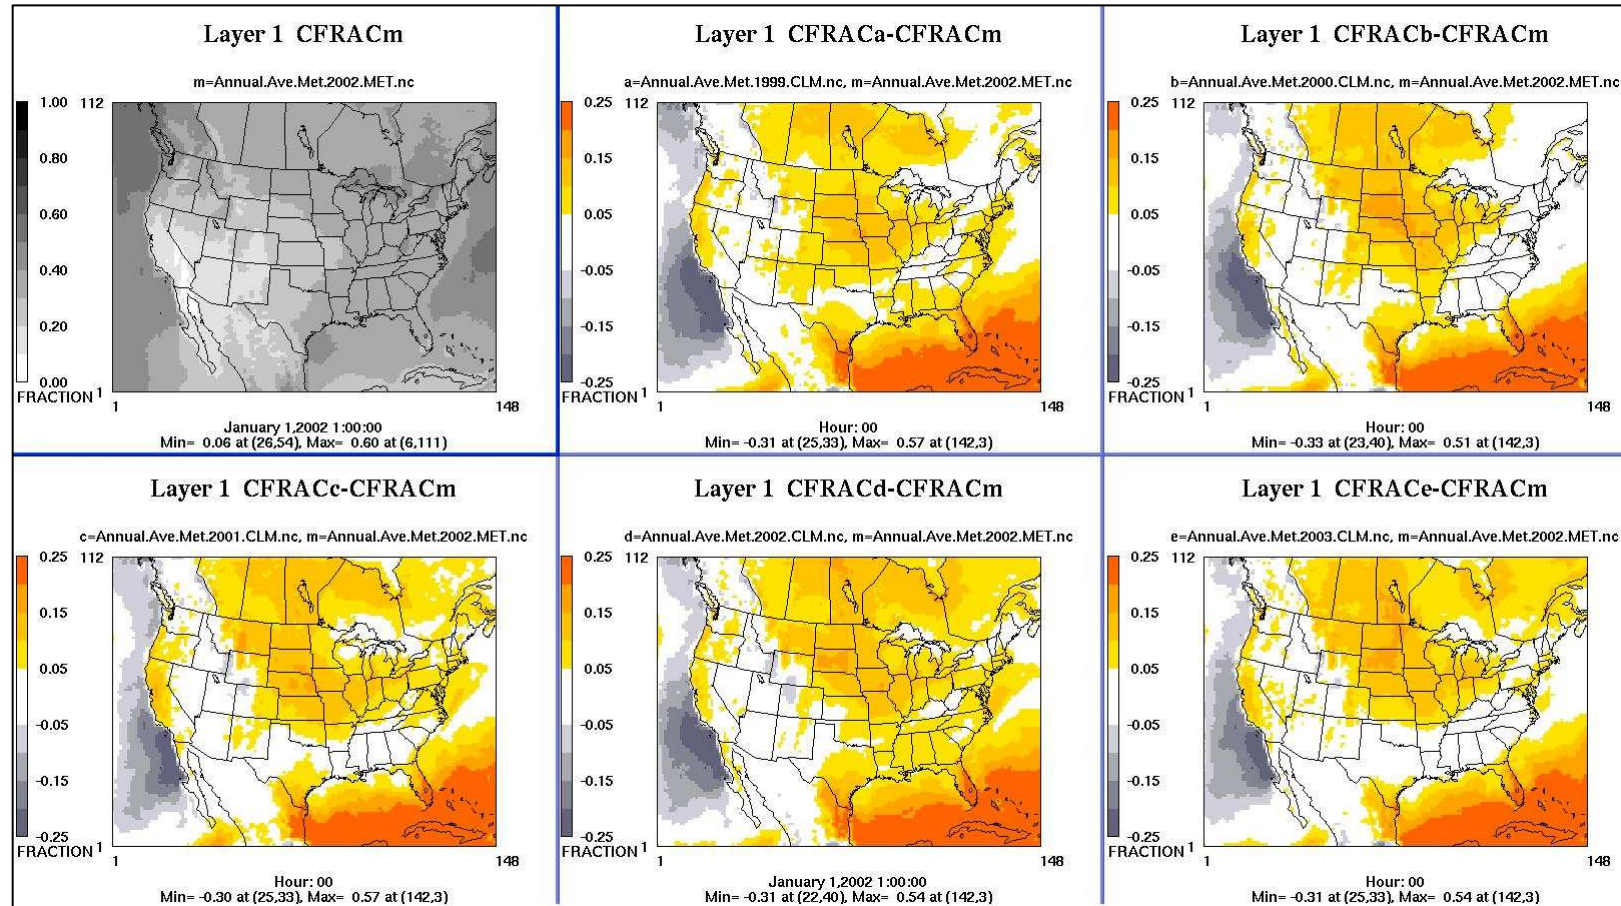 Layer 1 CFRACm
m=Annual.Ave.Met.2002.MET.nc
1.00
0.80
0.60
0.40
0.20
0.00
FRACTION
112
1
1
148
January 1,2002 1:00:00
Min= 0.06 at (26,54), Max= 0.60 at (6,111)
Layer 1 CFRACa-CFRACm
a=Annual.Ave.Met.1999.CLM.nc, m=Annual.Ave.Met.2002.MET.nc
0.25
0.15
0.05
-0.05
-0.15
-0.25
FRACTION
112
1
1
148
Hour: 00
Min= -0.31 at (25,33), Max= 0.57 at (142,3)
Layer 1 CFRACb-CFRACm
b=Annual.Ave.Met.2000.CLM.nc, m=Annual.Ave.Met.2002.MET.nc
0.25
0.15
0.05
-0.05
-0.15
-0.25
FRACTION
112
1
1
148
Hour: 00
Min= -0.33 at (23,40), Max= 0.51 at (142,3)
Layer 1 CFRACc-CFRACm
c=Annual.Ave.Met.2001.CLM.nc, m=Annual.Ave.Met.2002.MET.nc
0.25
0.15
0.05
-0.05
-0.15
-0.25
FRACTION
112
1
1
148
Hour: 00
Min= -0.30 at (25,33), Max= 0.57 at (142,3)
Layer 1 CFRACd-CFRACm
d=Annual.Ave.Met.2002.CLM.nc, m=Annual.Ave.Met.2002.MET.nc
0.25
0.15
0.05
-0.05
-0.15
-0.25
FRACTION
112
1
1
148
January 1,2002 1:00:00
Min= -0.31 at (22,40), Max= 0.54 at (142,3)
Layer 1 CFRACe-CFRACm
e=Annual.Ave.Met.2003.CLM.nc, m=Annual.Ave.Met.2002.MET.nc
0.25
0.15
0.05
-0.05
-0.15
-0.25
FRACTION
112
1
1
148
Hour: 00
Min= -0.31 at (25,33), Max= 0.54 at (142,3)